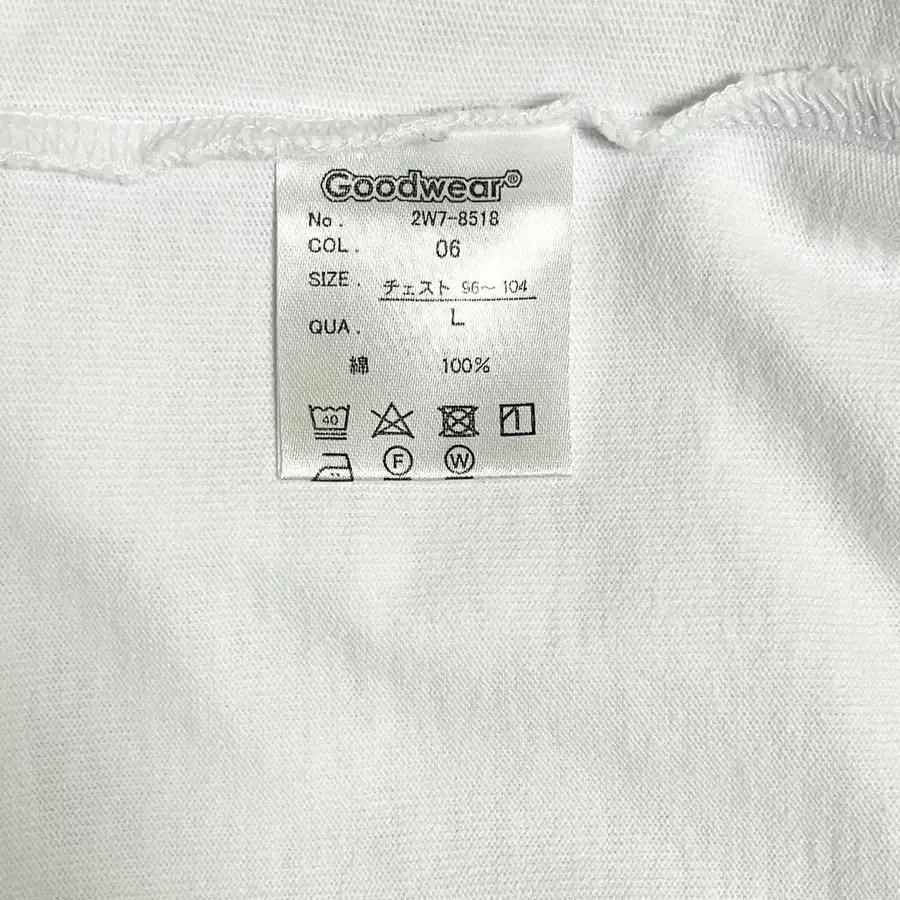 Goodwear®
No. 2W7-8518
COL. 06
SIZE. チェスト 96～104
L
QUA.
綿 100%
40
F W